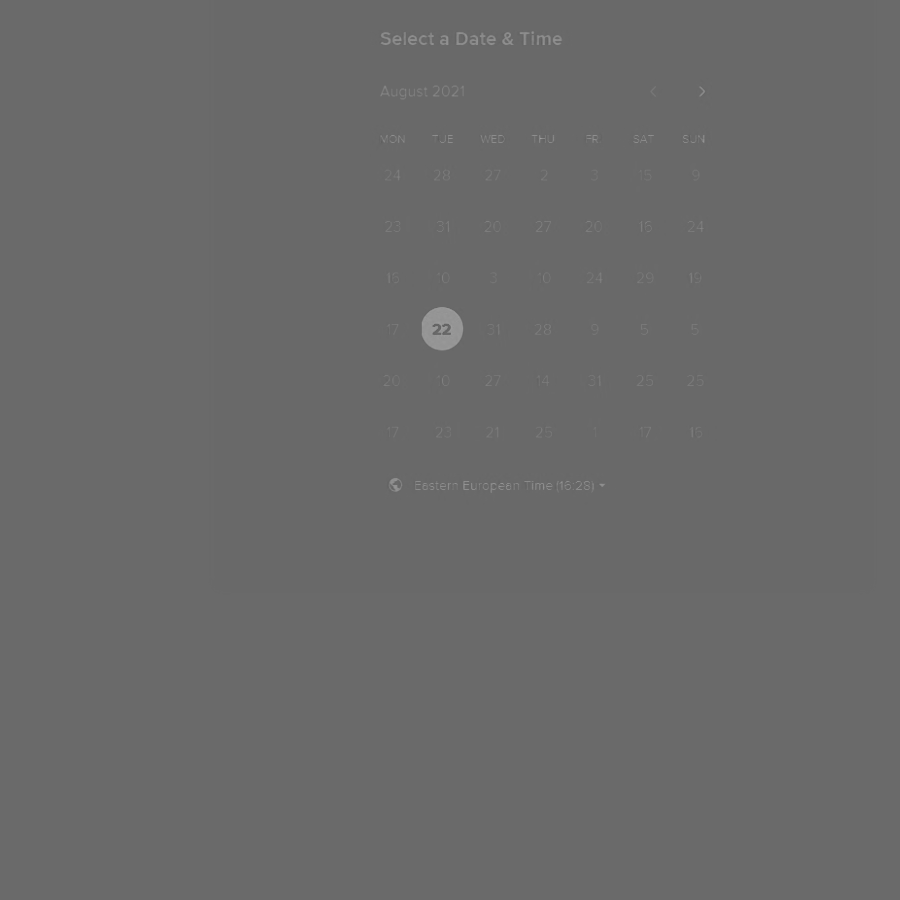 Select a Date & Time
August 2021
MON TUE WED THU FRI SAT SUN
24 28 27 2 3 15 9
23 31 20 27 20 16 24
15 10 3 10 24 29 19
17 22 31 28 9 5 5
20 10 27 14 31 25 25
17 23 21 25 1 17 15
Eastern European Time (16:28)